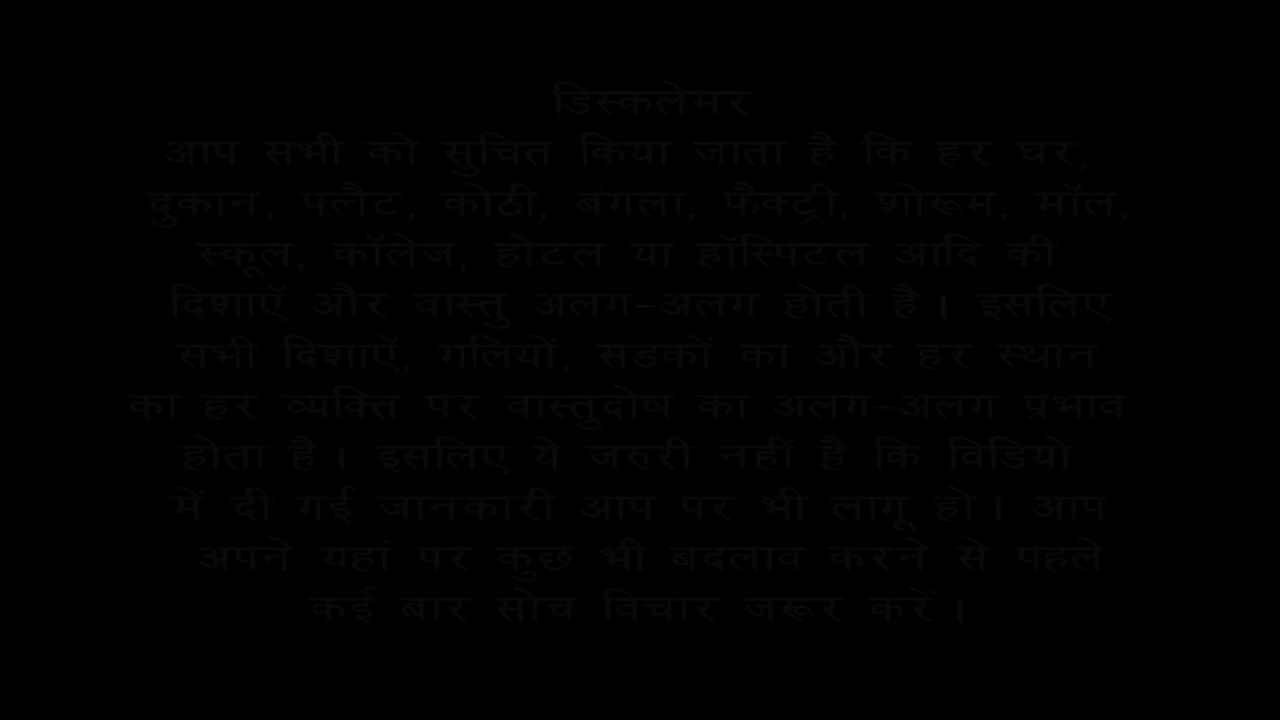 डिस्कलेमर
आप सभी को सुचित किया जाता है कि हर घर,
दुकान, फ्लैट, कोठी, बंगला, फैक्ट्री, शोरूम, मॉल,
स्कूल, कॉलेज, होटल या हॉस्पिटल आदि की
दिशाएॅ और वास्तु अलग-अलग होती है। इसलिए
सभी दिशाएॅ, गलियों, सडकों का और हर स्थान
का हर व्यक्ति पर वास्तुदोष का अलग-अलग प्रभाव
होता है। इसलिए ये जरुरी नहीं है कि विडियो
में दी गई जानकारी आप पर भी लागू हो। आप
अपने यहां पर कुछ भी बदलाव करने से पहले
कई बार सोच विचार जरूर करें।